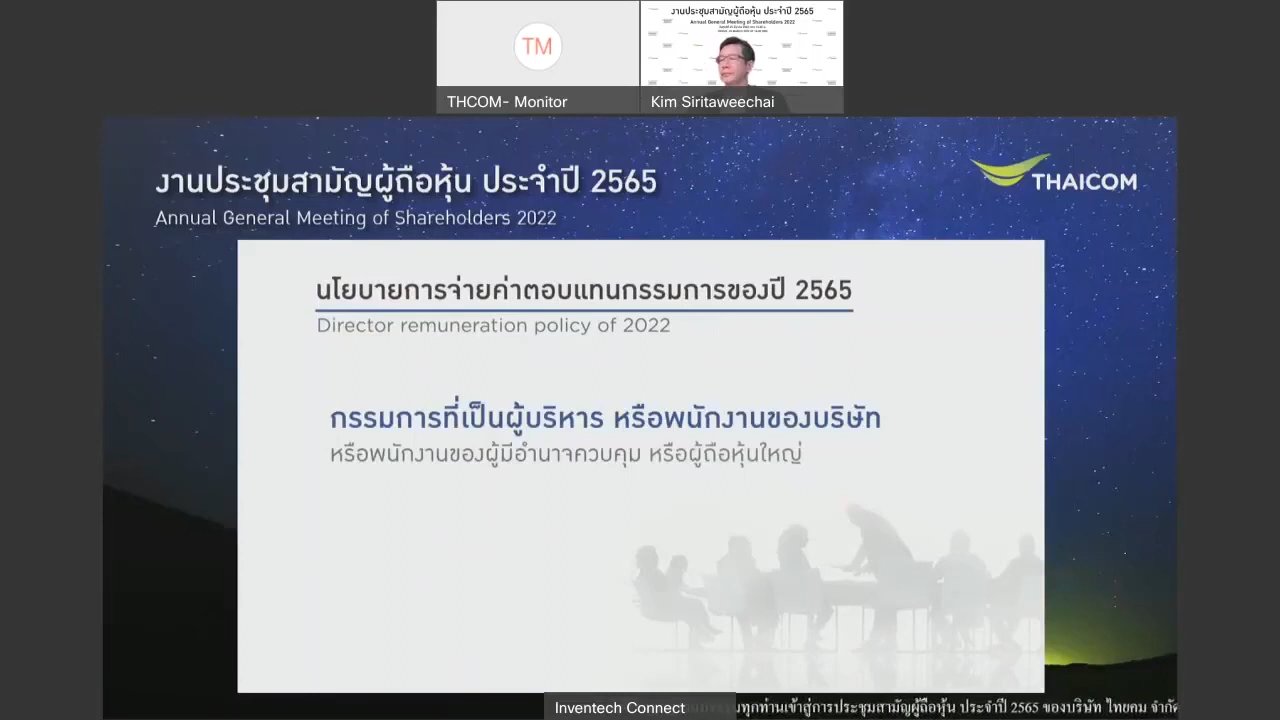 งานประชุมสามัญผู้ถือหุ้น ประจำปี 2565
Annual General Meeting of Shareholders 2022
TM
THCOM- Monitor
Kim Siritaweechai
งานประชุมสามัญผู้ถือหุ้น ประจำปี 2565
Annual General Meeting of Shareholders 2022
THAICOM
นโยบายการจ่ายค่าตอบแทนกรรมการของปี 2565
Director remuneration policy of 2022
กรรมการที่เป็นผู้บริหาร หรือพนักงานของบริษัท
หรือพนักงานของผู้มีอำนาจควบคุม หรือผู้ถือหุ้นใหญ่
Inventech Connect
ทุกท่านเข้าสู่การประชุมสามัญผู้ถือหุ้น ประจำปี 2565 ของบริษัท ไทยคม